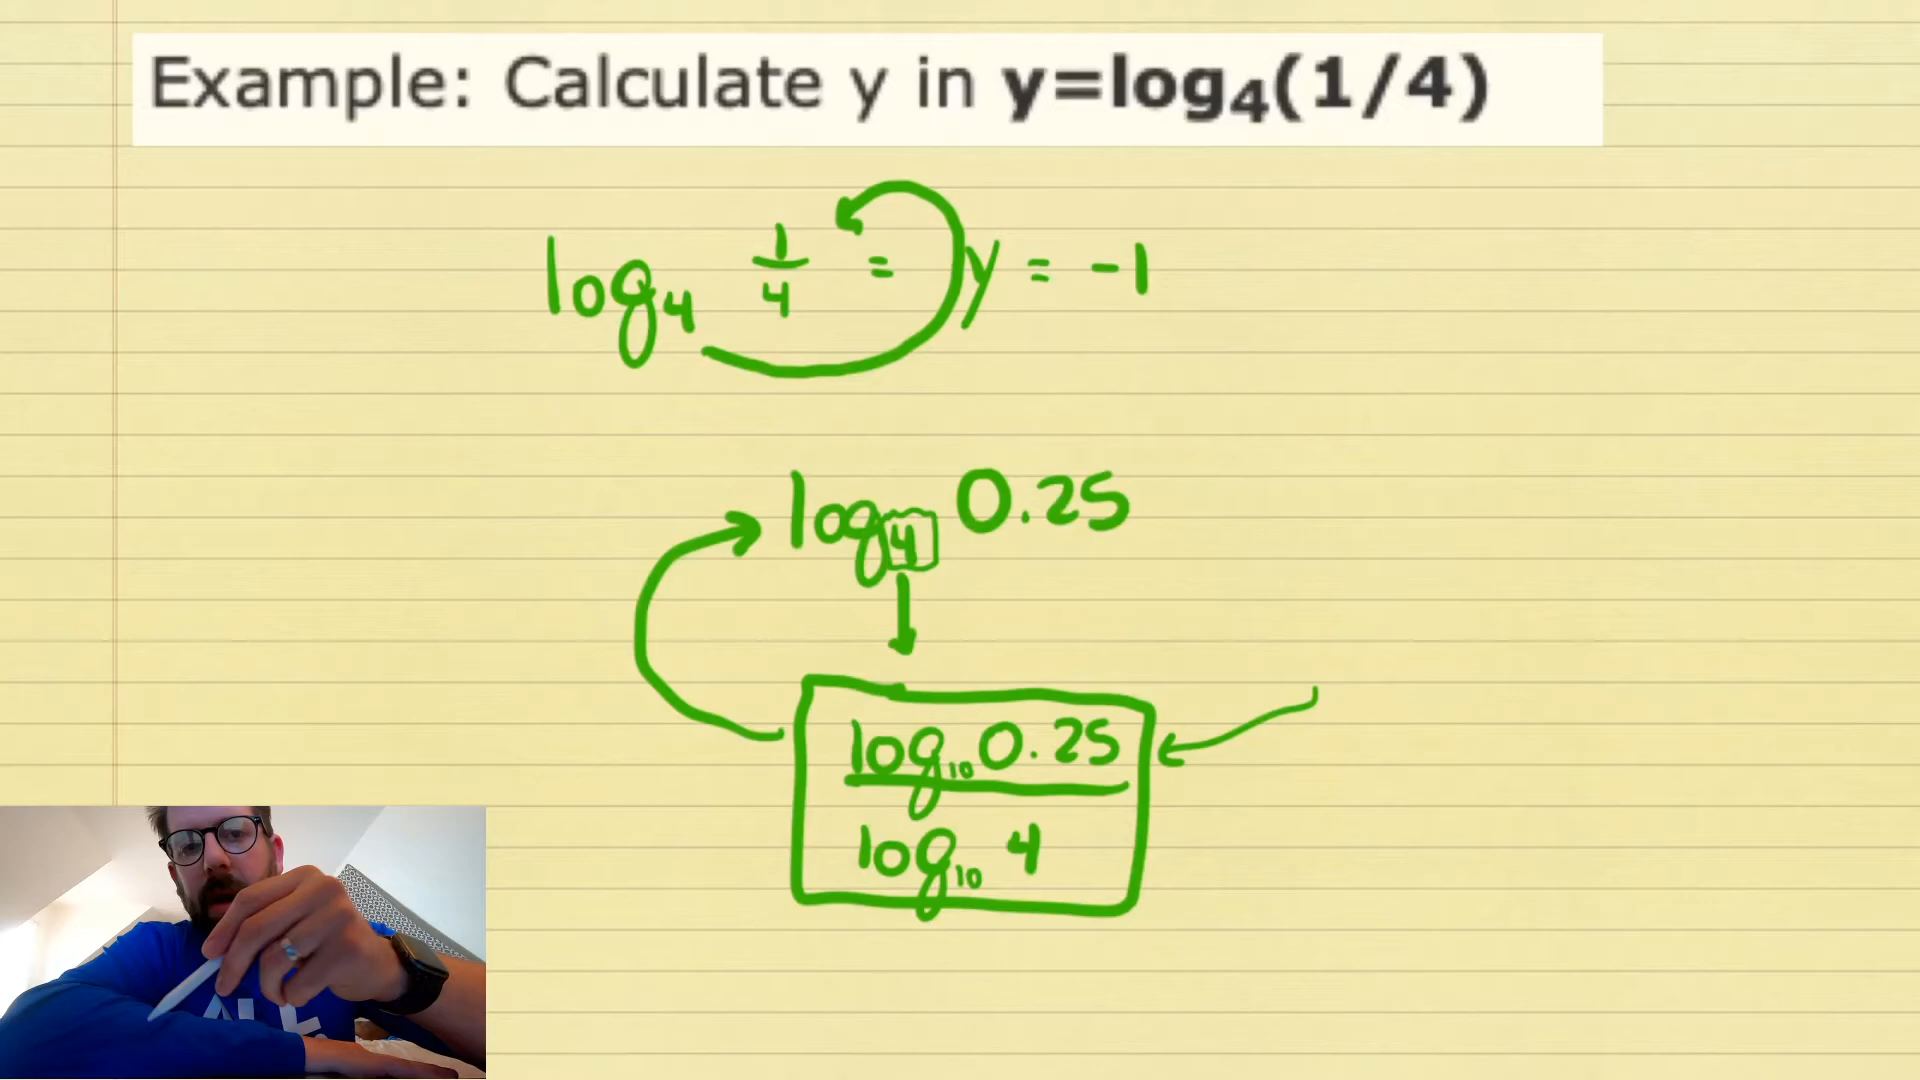 Example: Calculate y in y=log₄(1/4)
log₄ 1/4 = y = -1
log₄ 0.25
log₁₀ 0.25
log₁₀ 4